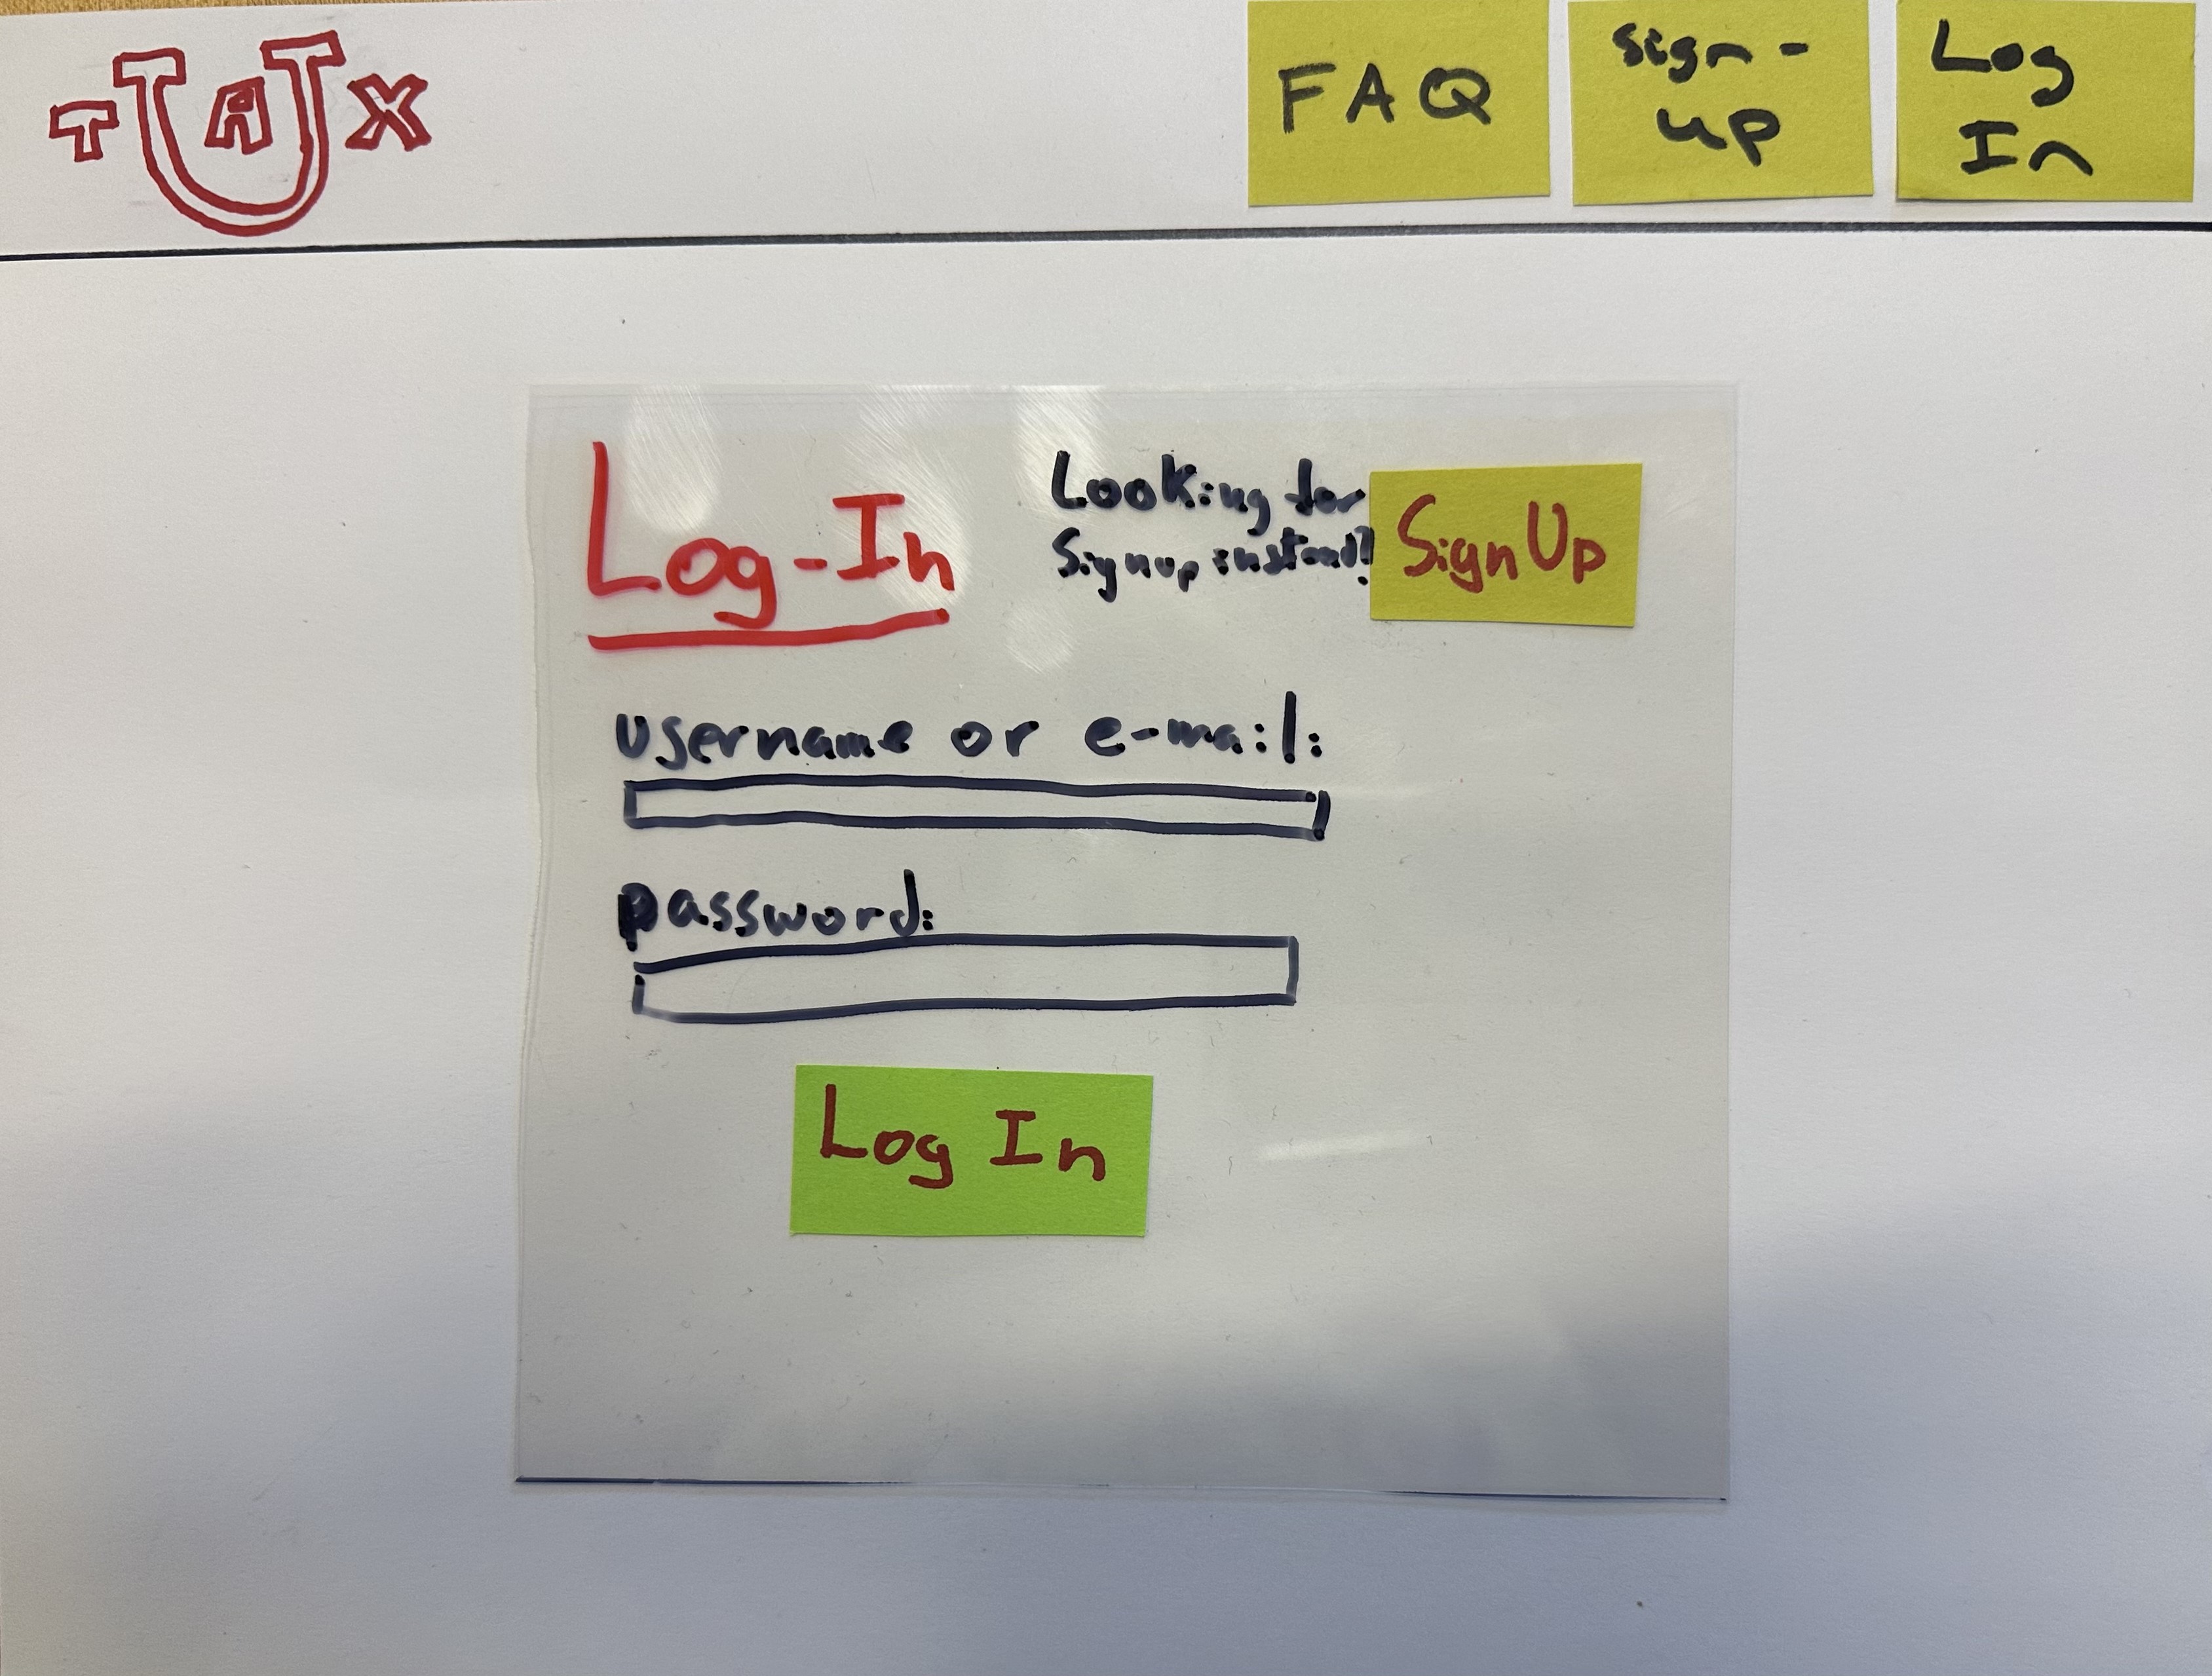 T U A X
FAQ
sign-
up
Log
In
Log-In
Looking for
Signup instead?
Sign Up
username or e-mail:
password:
Log In